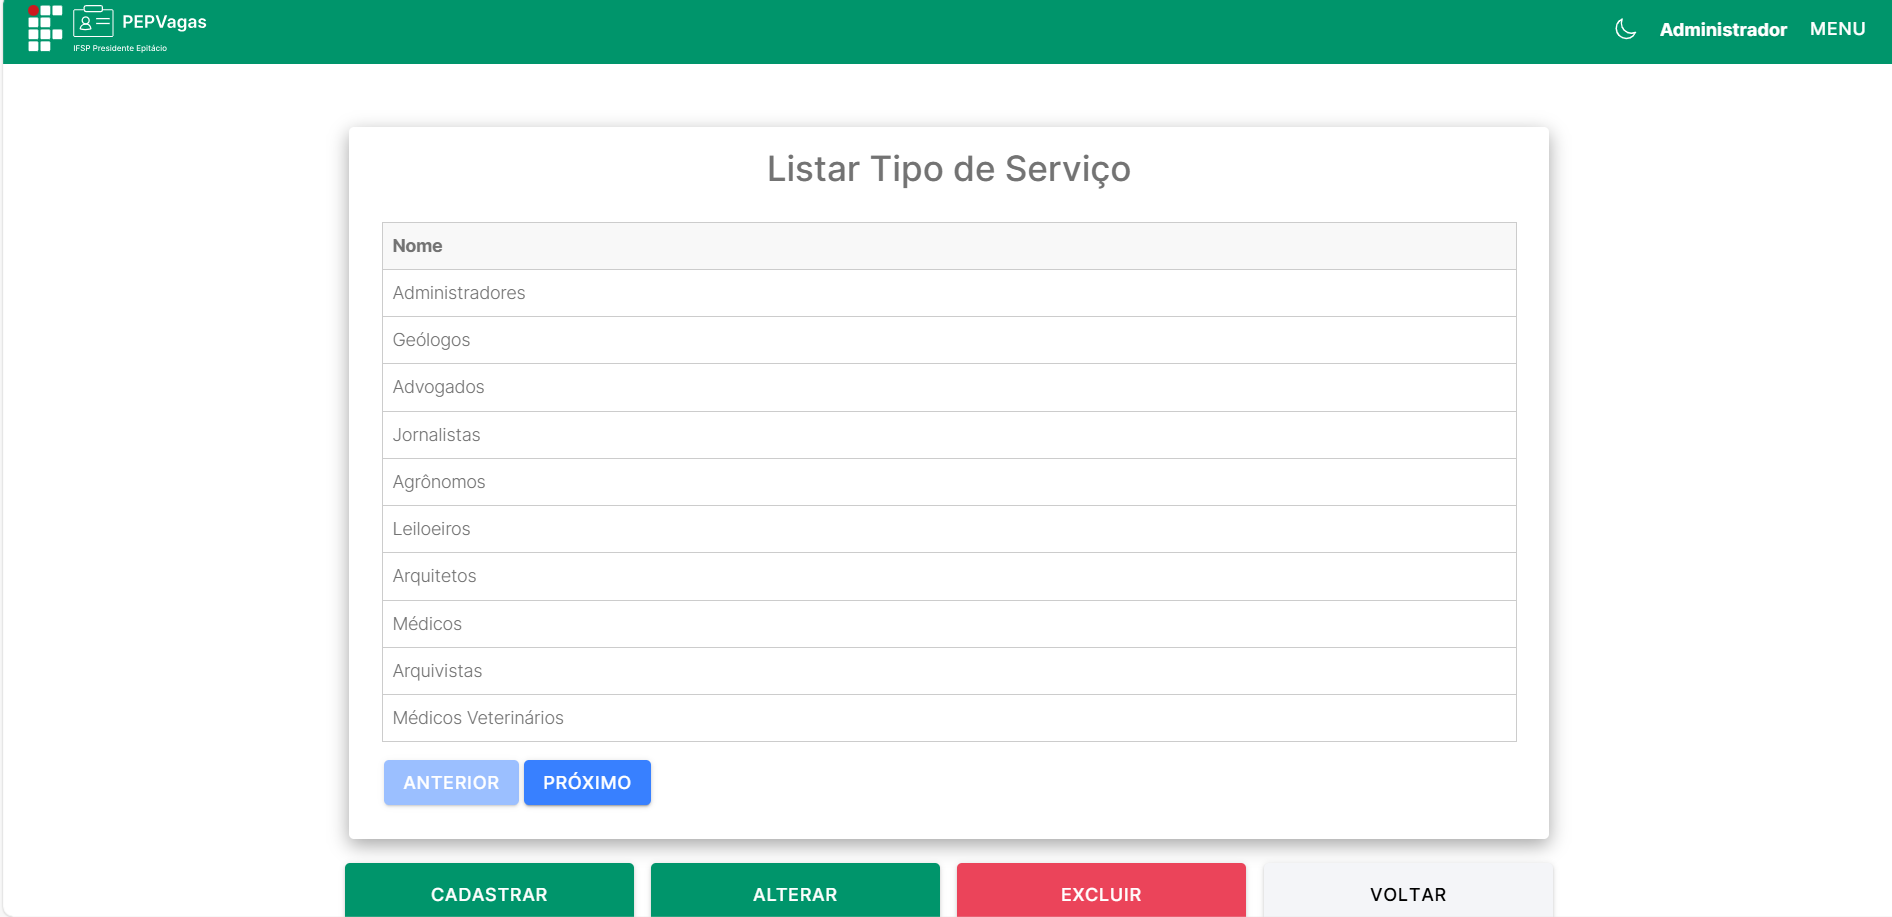 PEPVagas
IFSP Presidente Epitácio
Administrador MENU
Listar Tipo de Serviço
Nome
Administradores
Geólogos
Advogados
Jornalistas
Agrônomos
Leiloeiros
Arquitetos
Médicos
Arquivistas
Médicos Veterinários
ANTERIOR PRÓXIMO
CADASTRAR ALTERAR EXCLUIR VOLTAR